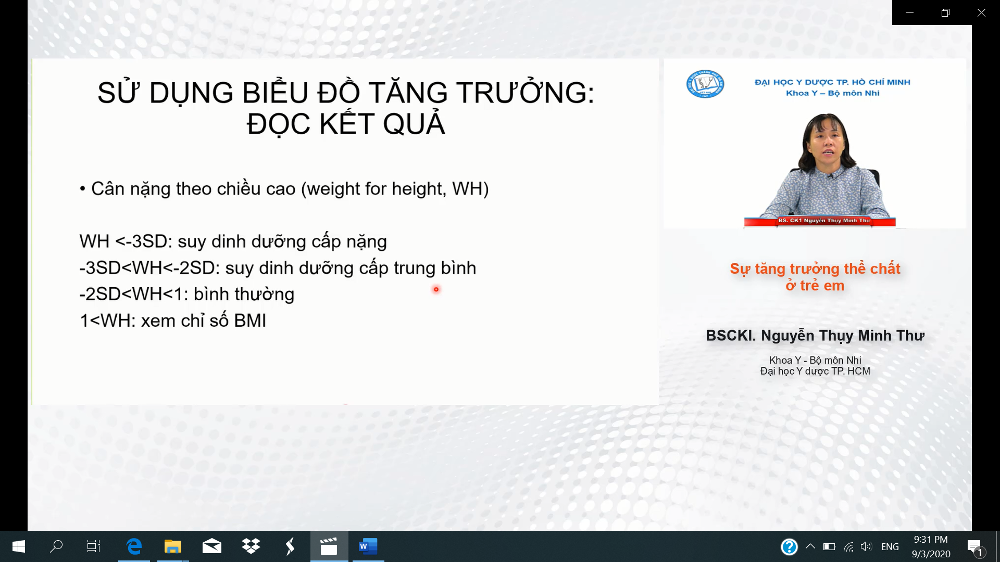 SỬ DỤNG BIỂU ĐỒ TĂNG TRƯỞNG:
ĐỌC KẾT QUẢ
• Cân nặng theo chiều cao (weight for height, WH)
WH <-3SD: suy dinh dưỡng cấp nặng
-3SD<WH<-2SD: suy dinh dưỡng cấp trung bình
-2SD<WH<1: bình thường
1<WH: xem chỉ số BMI
ĐẠI HỌC Y DƯỢC TP. HỒ CHÍ MINH
Khoa Y – Bộ môn Nhi
BS. CK1 Nguyễn Thụy Minh Thư
Sự tăng trưởng thể chất
ở trẻ em
BSCKI. Nguyễn Thụy Minh Thư
Khoa Y - Bộ môn Nhi
Đại học Y dược TP. HCM
W
?
ENG
9:31 PM
9/3/2020
1